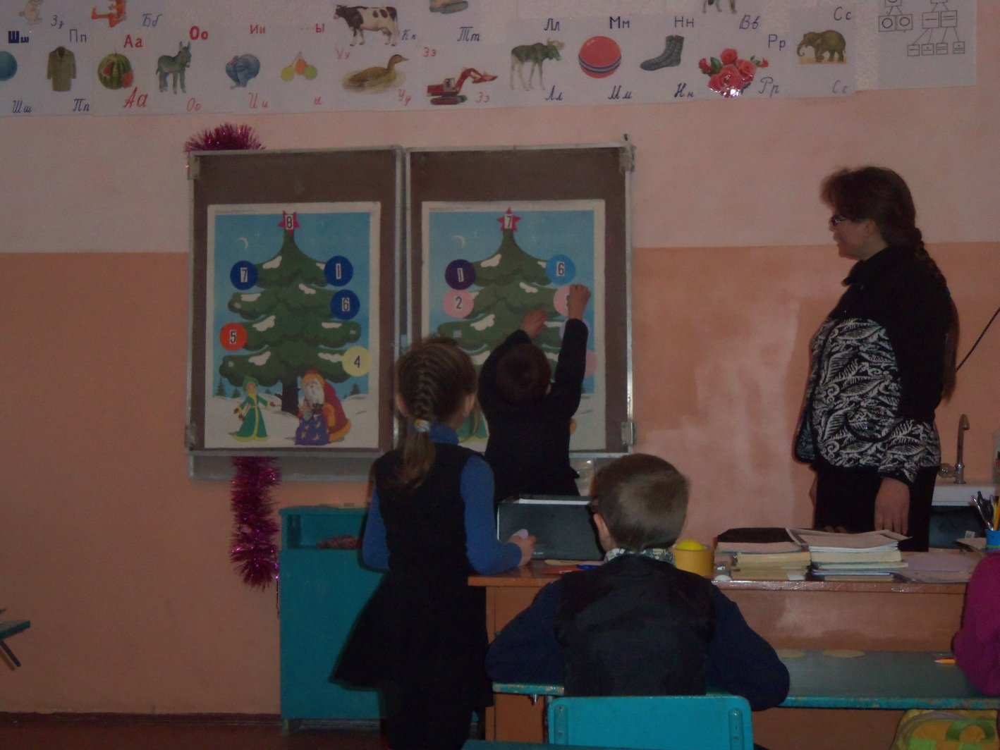 Зз Бб Кк Тт Вв Сс
Шш Пп Аа Оо Ии Ы Уу Ээ Лл Мм Нн Рр
Шш Пп Аа Оо Ии ы Уу Ээ Лл Мм Нн Рр Сс
8
7 1
6
5
4
7
1 6
2